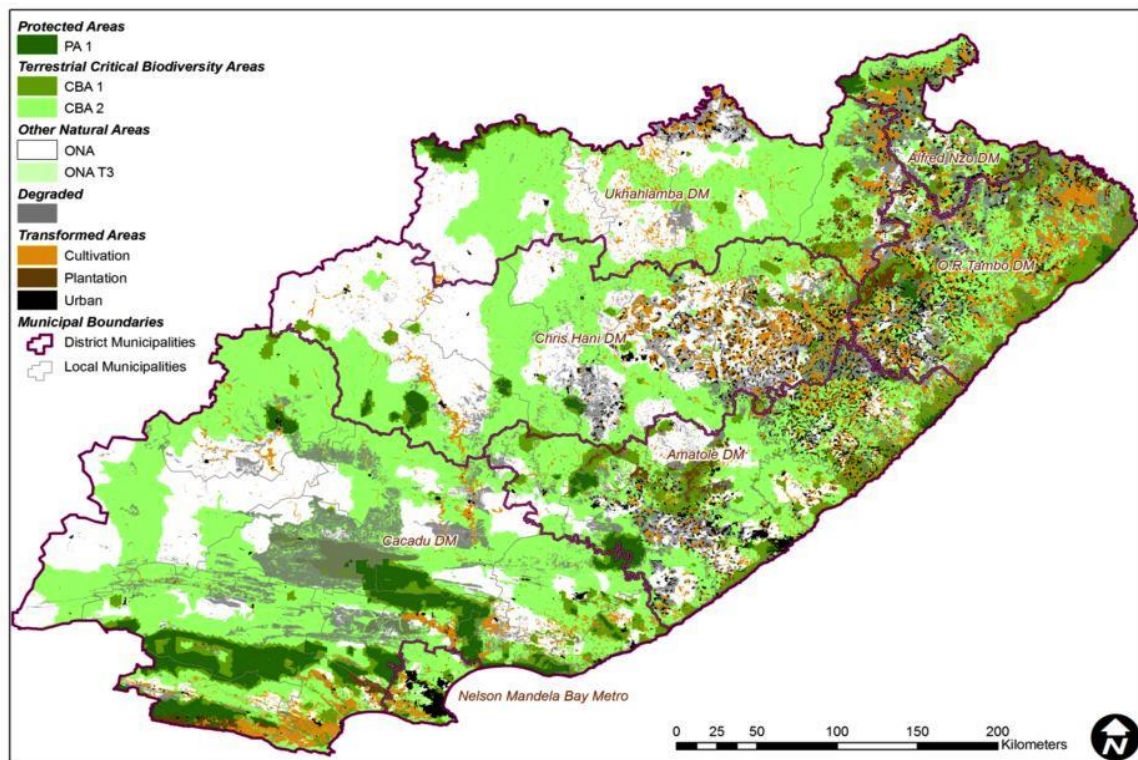 Protected Areas
PA 1
Terrestrial Critical Biodiversity Areas
CBA 1
CBA 2
Other Natural Areas
ONA
ONA T3
Degraded
Transformed Areas
Cultivation
Plantation
Urban
Municipal Boundaries
District Municipalities
Local Municipalities
Alfred Nzo DM
Ukhahlamba DM
O.R.Tambo DM
Chris Hani DM
Amatole DM
Cacadu DM
Nelson Mandela Bay Metro
0 25 50 100 150 200
Kilometers
N